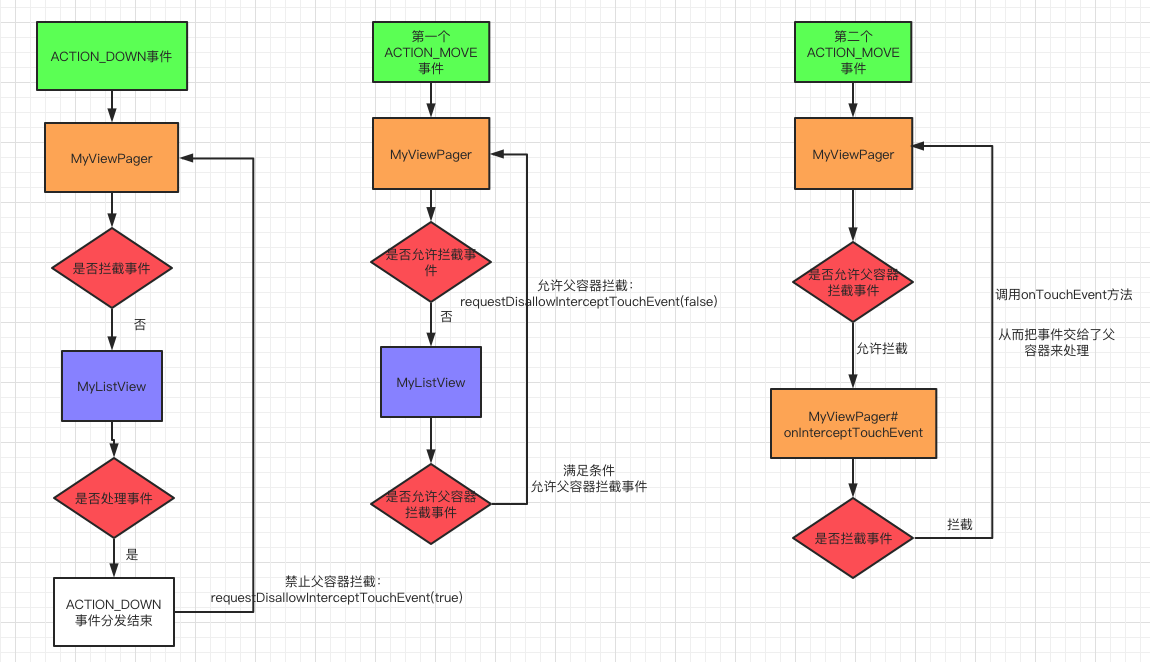 ACTION_DOWN事件
MyViewPager
是否拦截事件
否
MyListView
是否处理事件
是
ACTION_DOWN
事件分发结束
禁止父容器拦截：
requestDisallowInterceptTouchEvent(true)
第一个
ACTION_MOVE
事件
MyViewPager
是否允许拦截事
件
否
MyListView
是否允许父容器
拦截事件
允许父容器拦截：
requestDisallowInterceptTouchEvent(false)
满足条件
允许父容器拦截事件
第二个
ACTION_MOVE
事件
MyViewPager
是否允许父容器
拦截事件
允许拦截
MyViewPager#
onInterceptTouchEvent
是否拦截事件
拦截
调用onTouchEvent方法
从而把事件交给了父
容器来处理